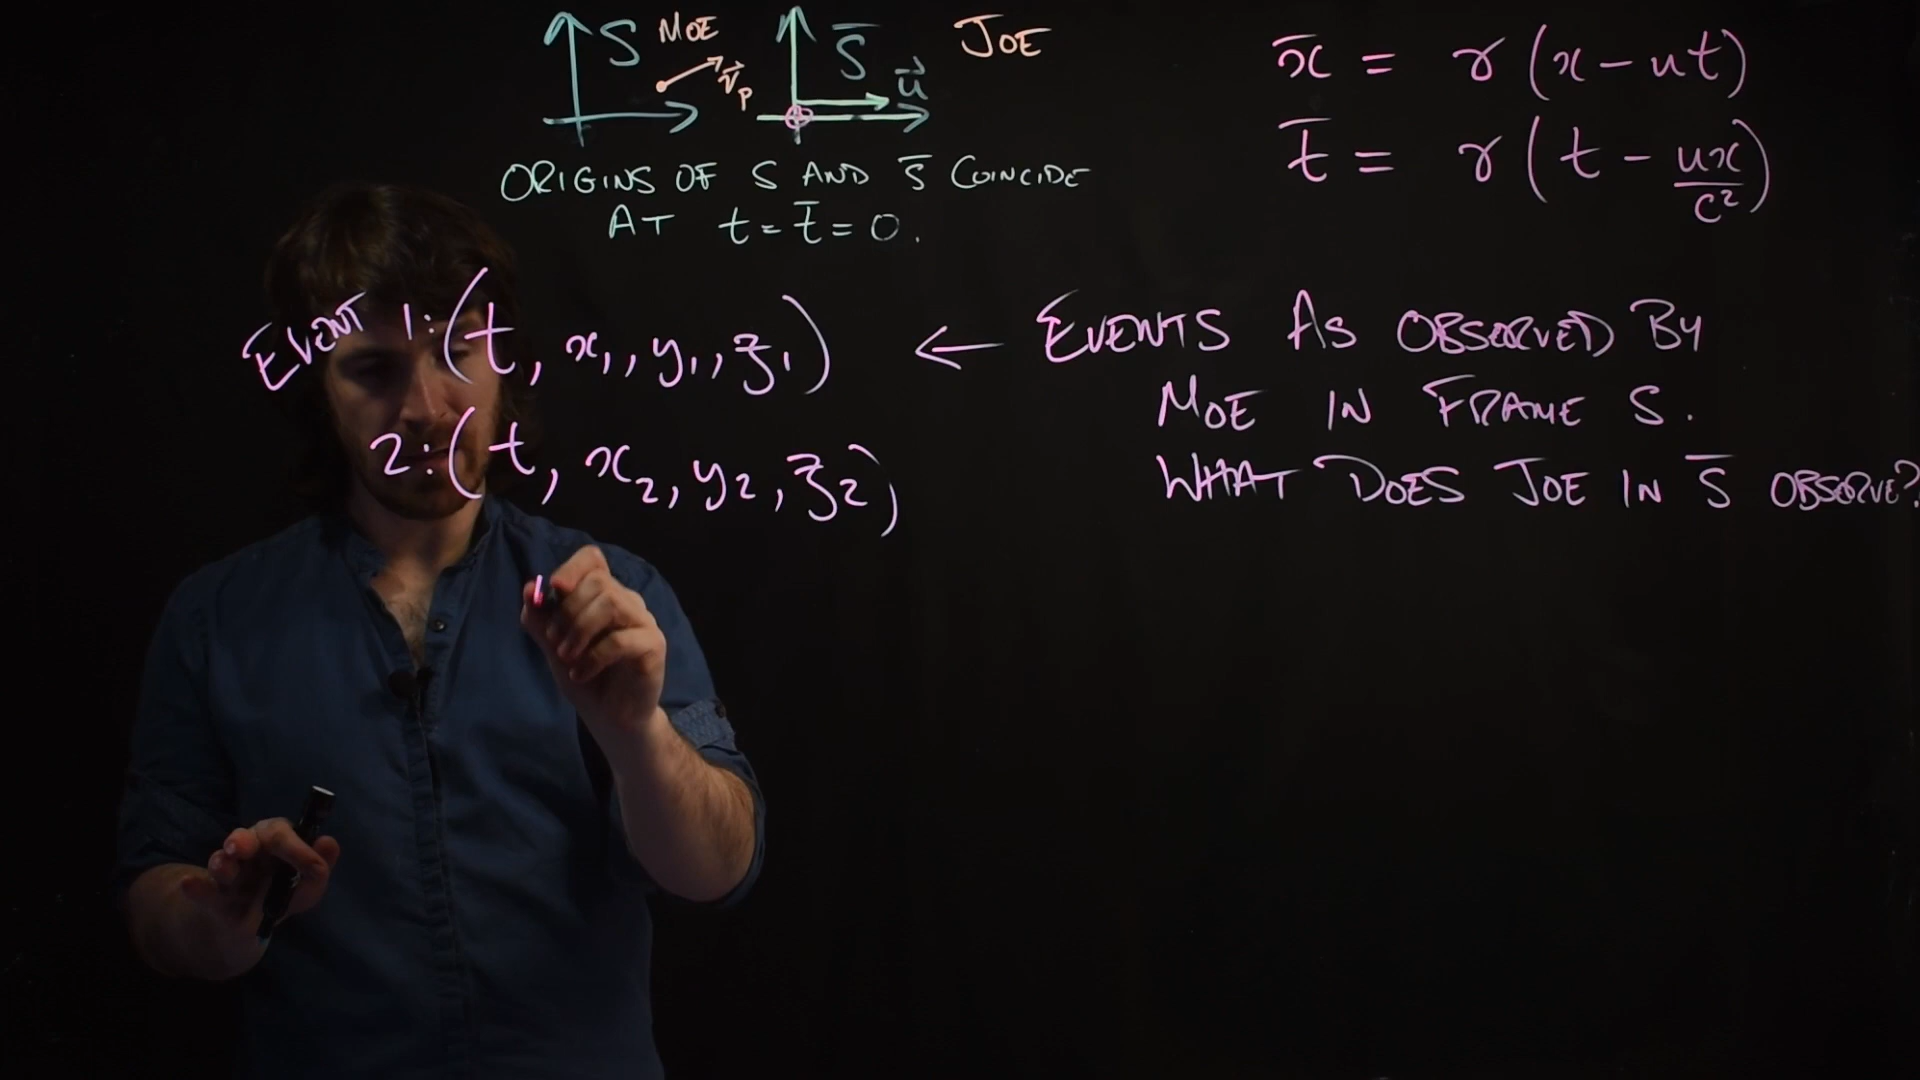 S MOE v⃗ₚ S̄ u⃗ JOE
ORIGINS OF S AND S̄ COINCIDE
AT t = t̄ = 0.
x̄ = γ(x − ut)
t̄ = γ(t − ux/c²)
EVENT 1: (t, x₁, y₁, z₁) ← EVENTS AS OBSERVED BY
MOE IN FRAME S.
2: (t, x₂, y₂, z₂)
WHAT DOES JOE IN S̄ OBSERVE?